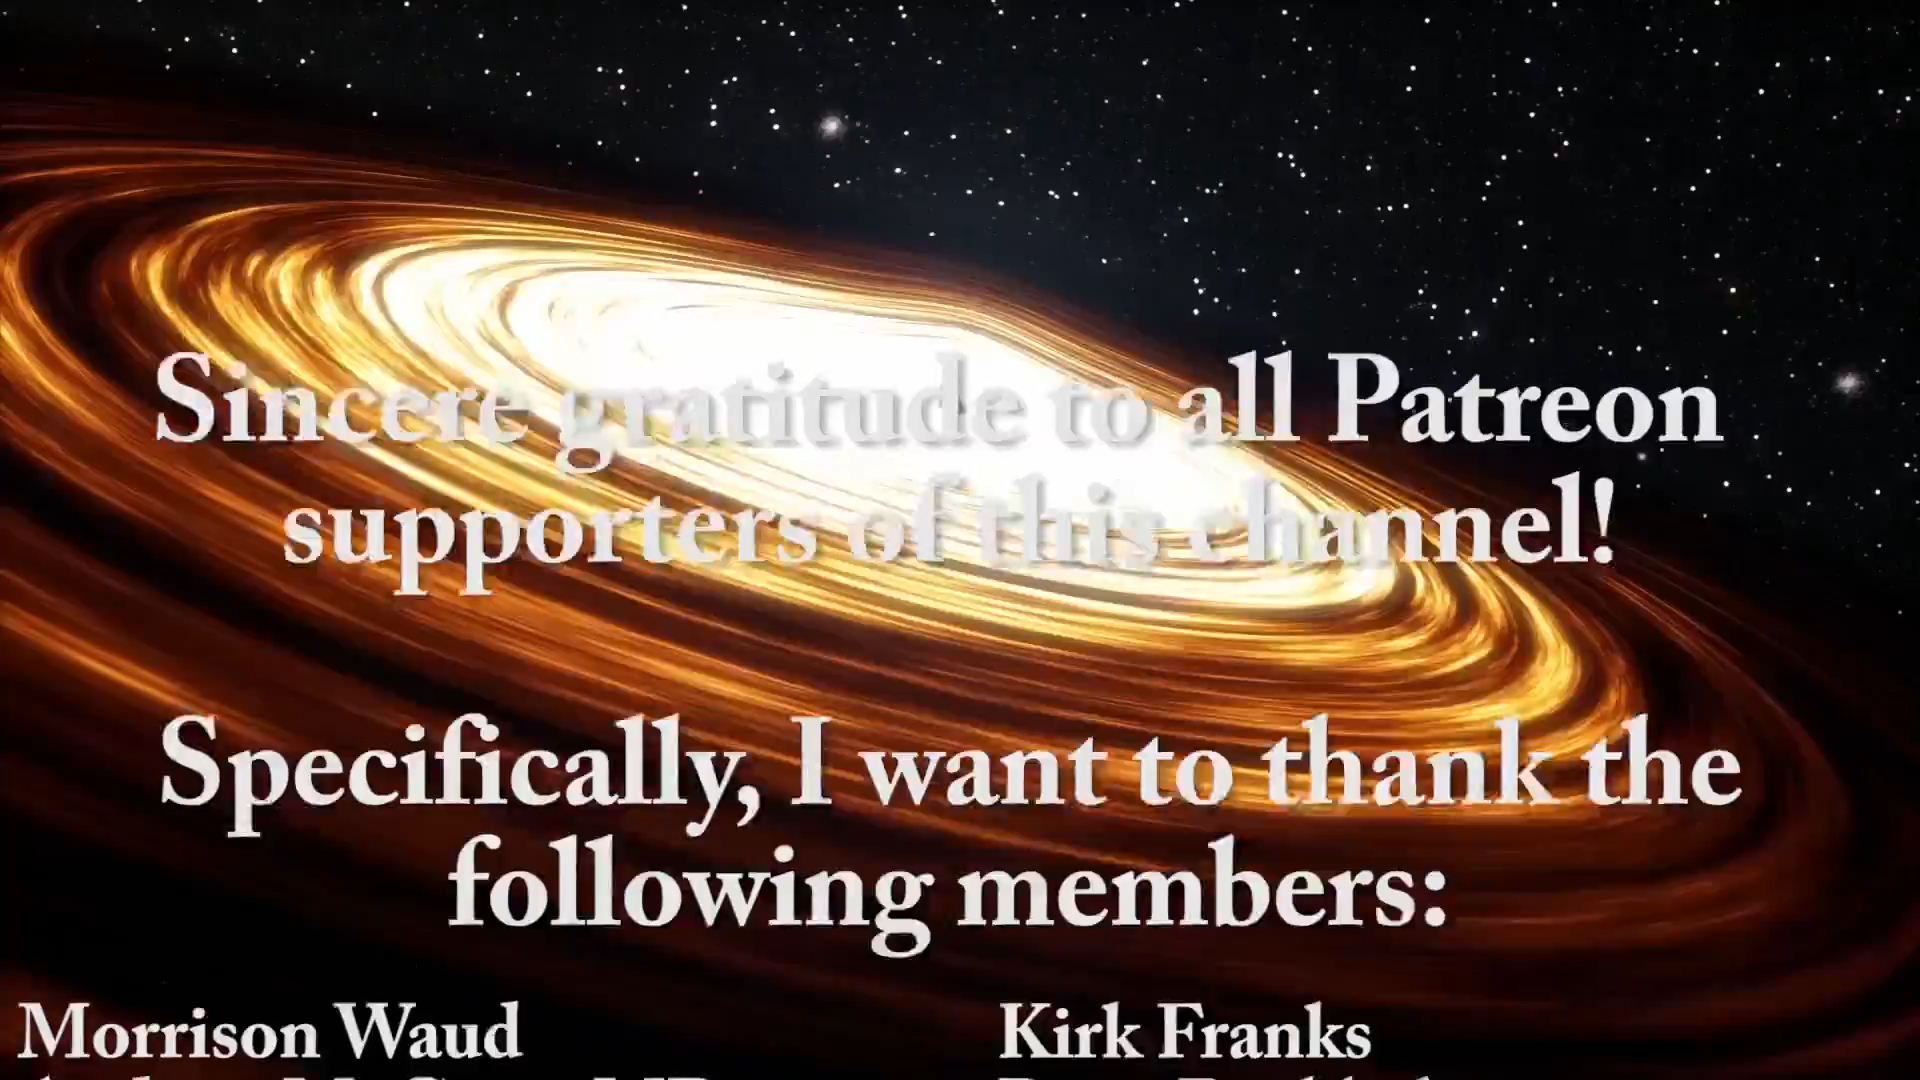 Sincere gratitude to all Patreon
supporters of this channel!
Specifically, I want to thank the
following members:
Morrison Waud
Kirk Franks